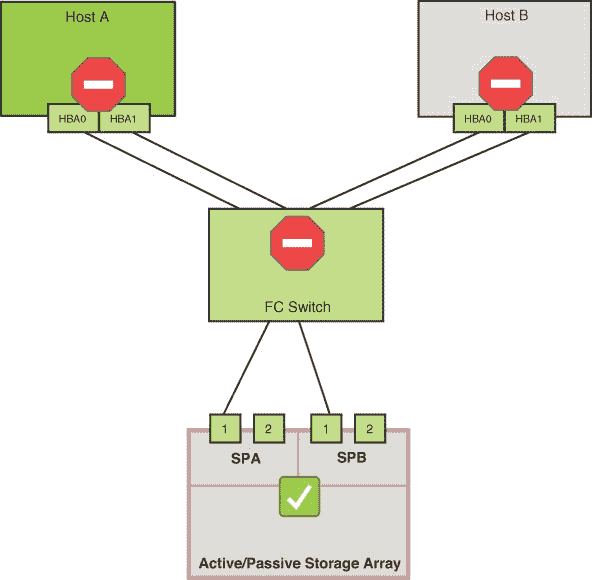 Host A
Host B
HBA0 HBA1
HBA0 HBA1
FC Switch
1 2 1 2
SPA SPB
Active/Passive Storage Array